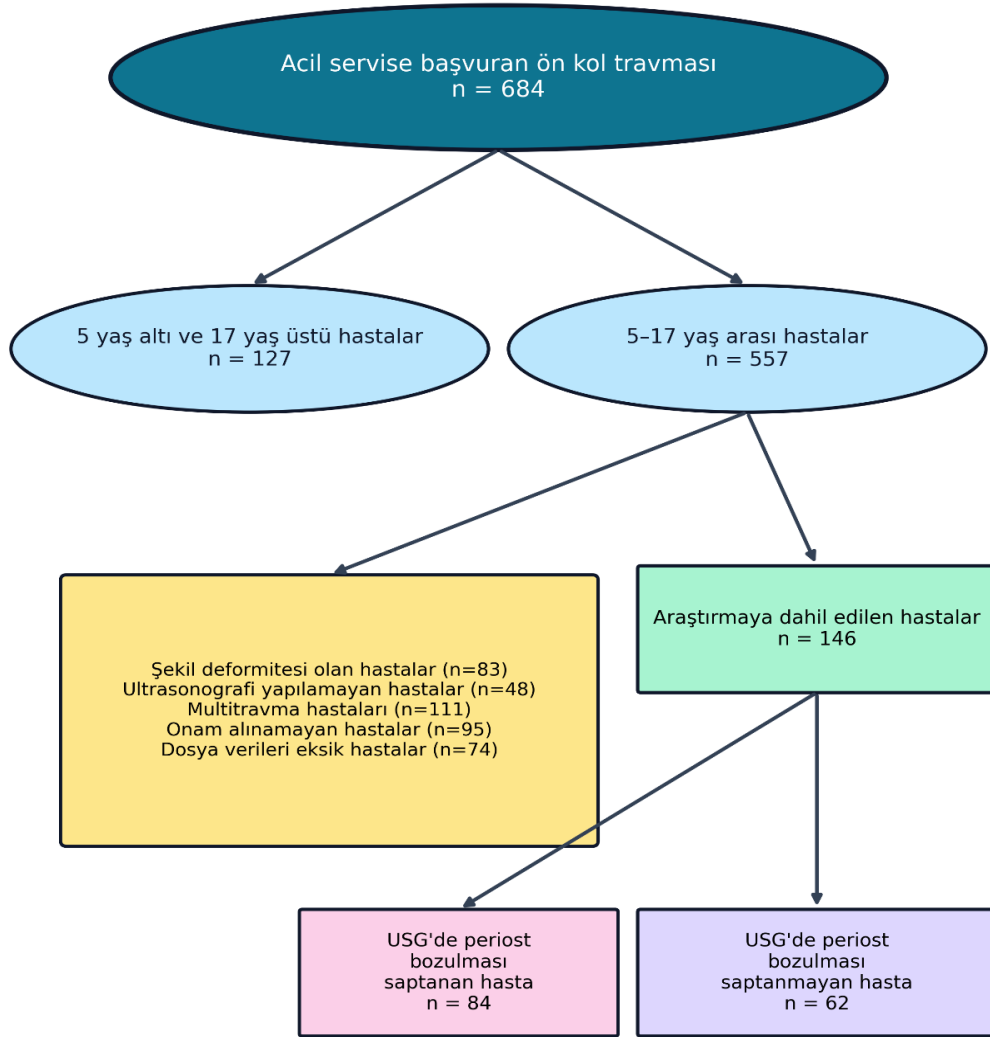 Acil servise başvuran ön kol travması
n = 684
5 yaş altı ve 17 yaş üstü hastalar
n = 127
5–17 yaş arası hastalar
n = 557
Şekil deformitesi olan hastalar (n=83)
Ultrasonografi yapılamayan hastalar (n=48)
Multitravma hastaları (n=111)
Onam alınamayan hastalar (n=95)
Dosya verileri eksik hastalar (n=74)
Araştırmaya dahil edilen hastalar
n = 146
USG'de periost
bozulması
saptanan hasta
n = 84
USG'de periost
bozulması
saptanmayan hasta
n = 62